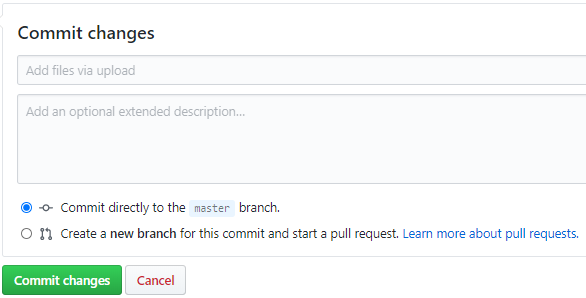 Commit changes
Add files via upload
Add an optional extended description...
Commit directly to the master branch.
Create a new branch for this commit and start a pull request. Learn more about pull requests.
Commit changes Cancel